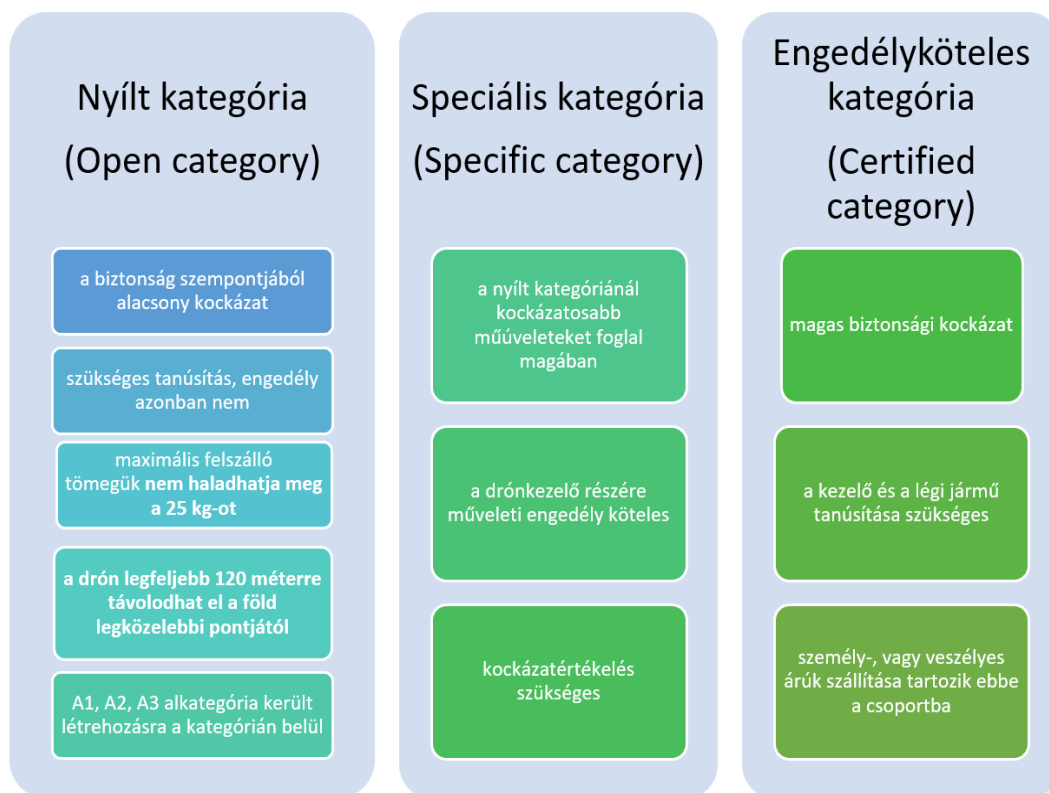 Nyílt kategória
(Open category)
a biztonság szempontjából
alacsony kockázat
szükséges tanúsítás, engedély
azonban nem
maximális felszálló
tömegük nem haladhatja meg
a 25 kg-ot
a drón legfeljebb 120 méterre
távolodhat el a föld
legközelebbi pontjától
A1, A2, A3 alkategória került
létrehozásra a kategórián belül
Speciális kategória
(Specific category)
a nyílt kategóriánál
kockázatosabb
műúveleteket foglal
magában
a drónkezelő részére
műveleti engedély köteles
kockázatértékelés
szükséges
Engedélyköteles
kategória
(Certified
category)
magas biztonsági kockázat
a kezelő és a légi jármű
tanúsítása szükséges
személy-, vagy veszélyes
árúk szállítása tartozik ebbe
a csoportba